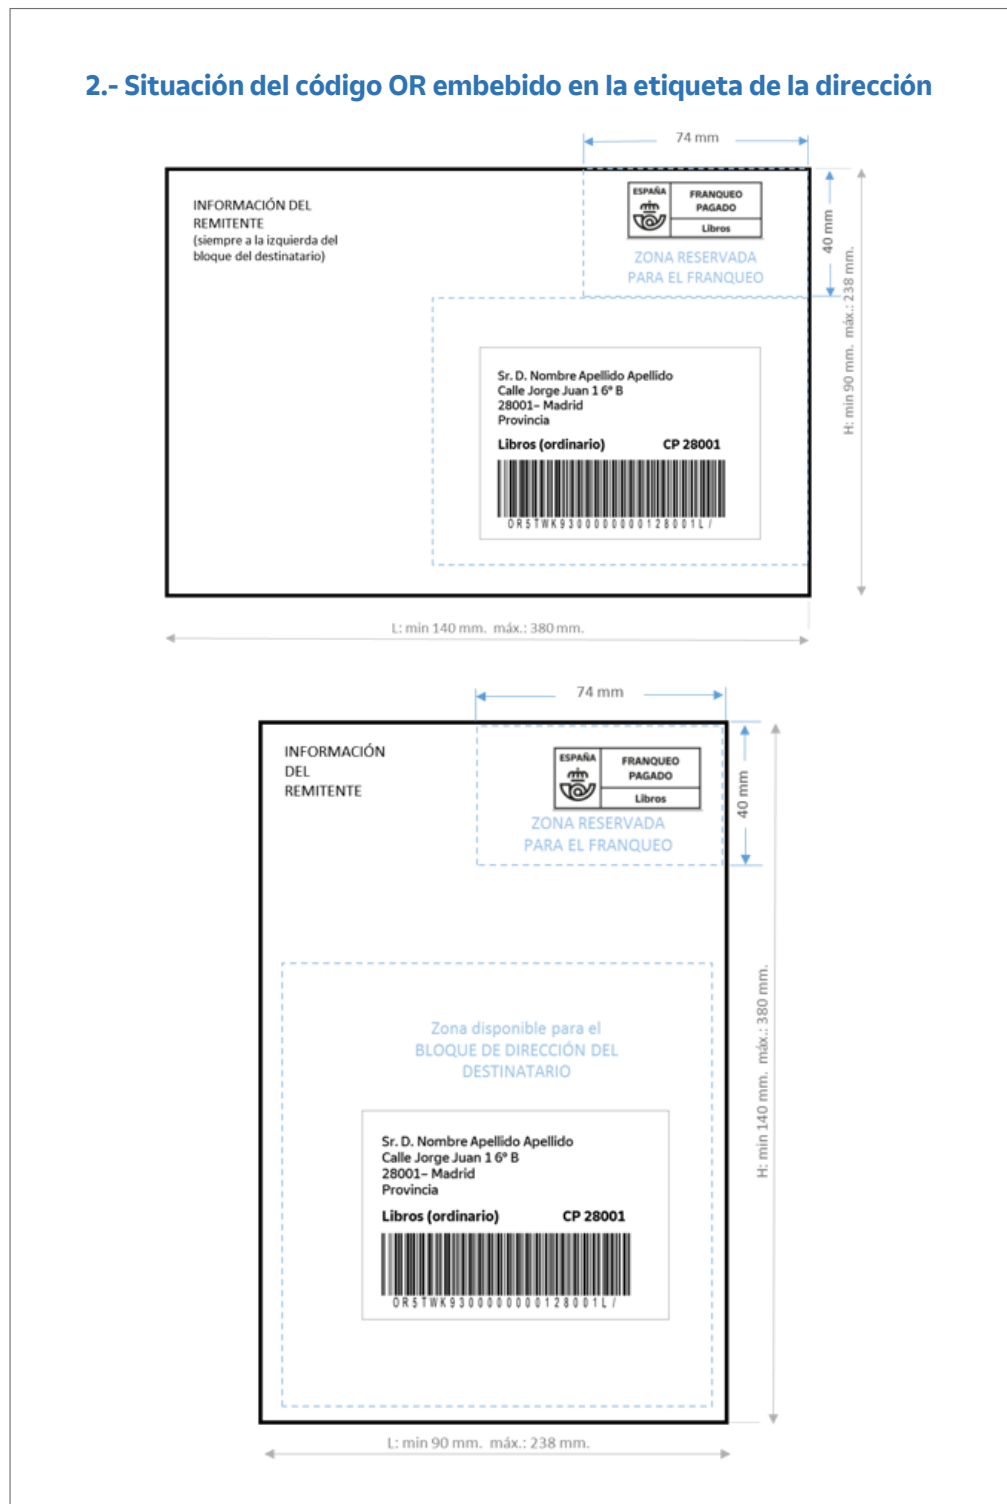 2.- Situación del código OR embebido en la etiqueta de la dirección
74 mm
INFORMACIÓN DEL
REMITENTE
(siempre a la izquierda del
bloque del destinatario)
ESPAÑA
FRANQUEO
PAGADO
Libros
ZONA RESERVADA
PARA EL FRANQUEO
40 mm
H: min 90 mm. máx.: 238 mm.
Sr. D. Nombre Apellido Apellido
Calle Jorge Juan 1 6º B
28001– Madrid
Provincia
Libros (ordinario) CP 28001
OR5TWK9300000000128001L/
L: min 140 mm. máx.: 380 mm.
74 mm
INFORMACIÓN
DEL
REMITENTE
ESPAÑA
FRANQUEO
PAGADO
Libros
ZONA RESERVADA
PARA EL FRANQUEO
40 mm
H: min 140 mm. máx.: 380 mm.
Zona disponible para el
BLOQUE DE DIRECCIÓN DEL
DESTINATARIO
Sr. D. Nombre Apellido Apellido
Calle Jorge Juan 1 6º B
28001– Madrid
Provincia
Libros (ordinario) CP 28001
OR5TWK9300000000128001L/
L: min 90 mm. máx.: 238 mm.